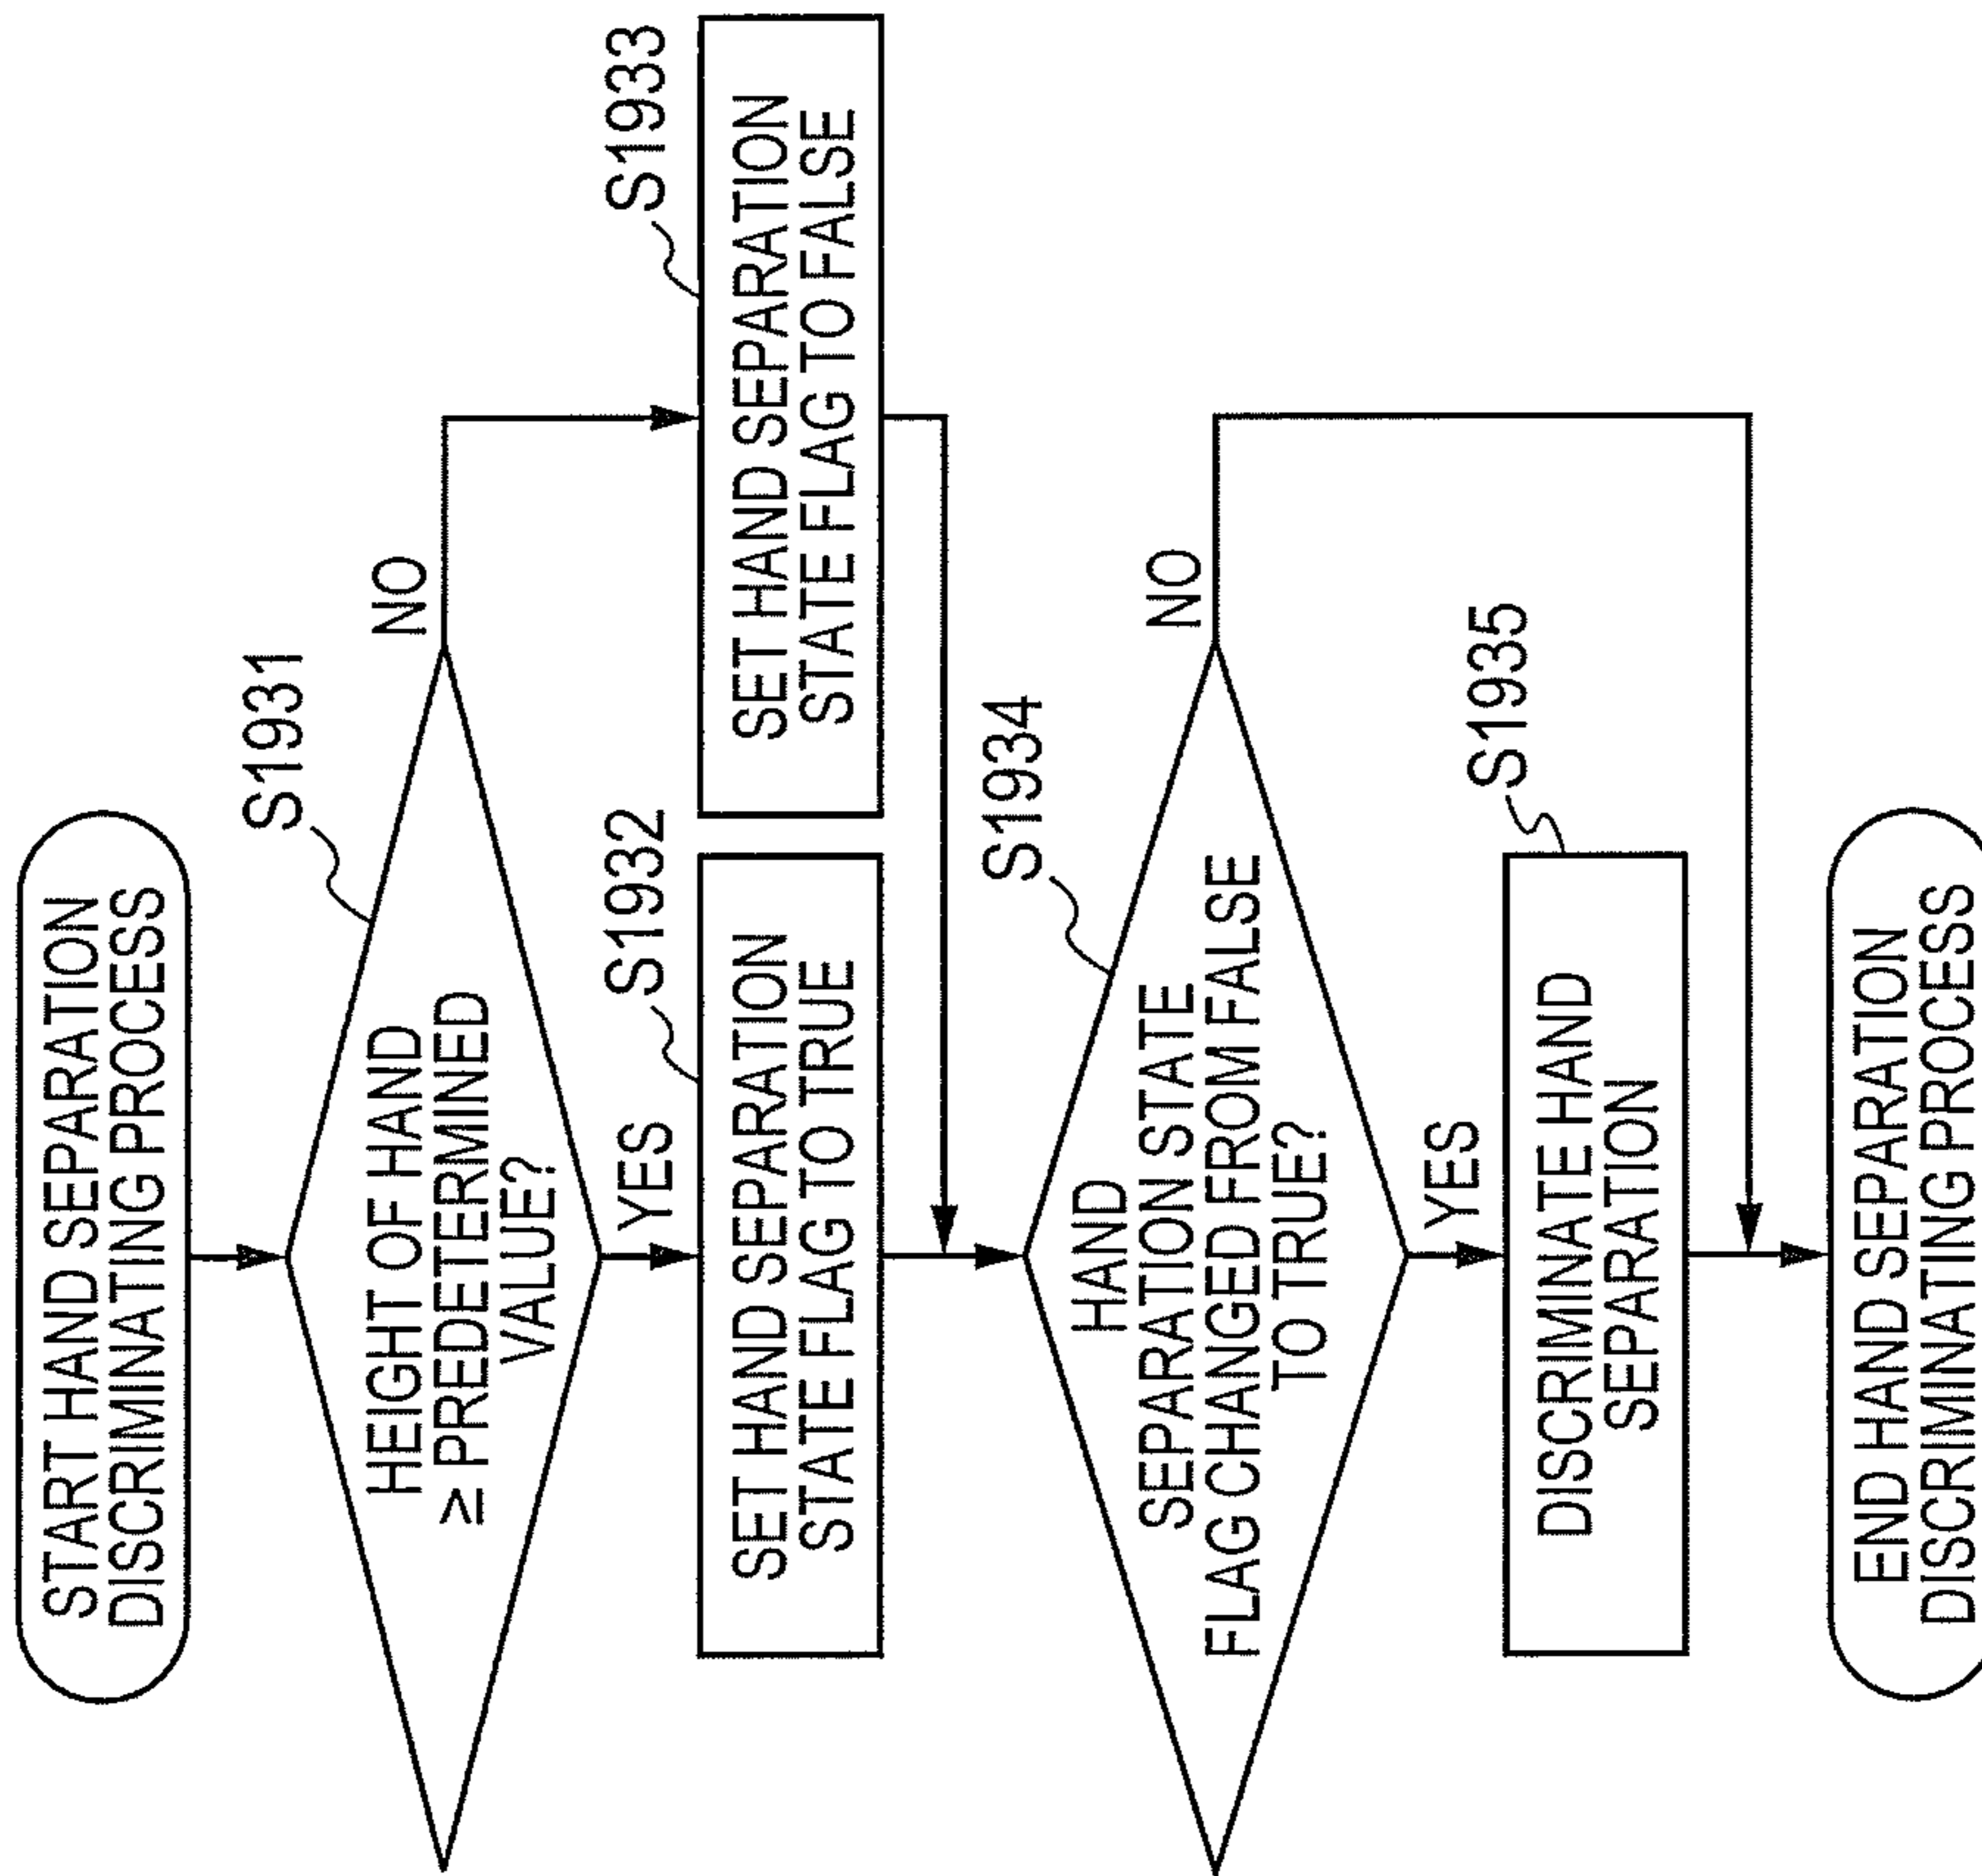 START HAND SEPARATION
DISCRIMINATING PROCESS
S1931
HEIGHT OF HAND
≥ PREDETERMINED
VALUE?
NO
YES
S1932
SET HAND SEPARATION
STATE FLAG TO TRUE
S1933
SET HAND SEPARATION
STATE FLAG TO FALSE
S1934
HAND
SEPARATION STATE
FLAG CHANGED FROM FALSE
TO TRUE?
NO
YES
S1935
DISCRIMINATE HAND
SEPARATION
END HAND SEPARATION
DISCRIMINATING PROCESS